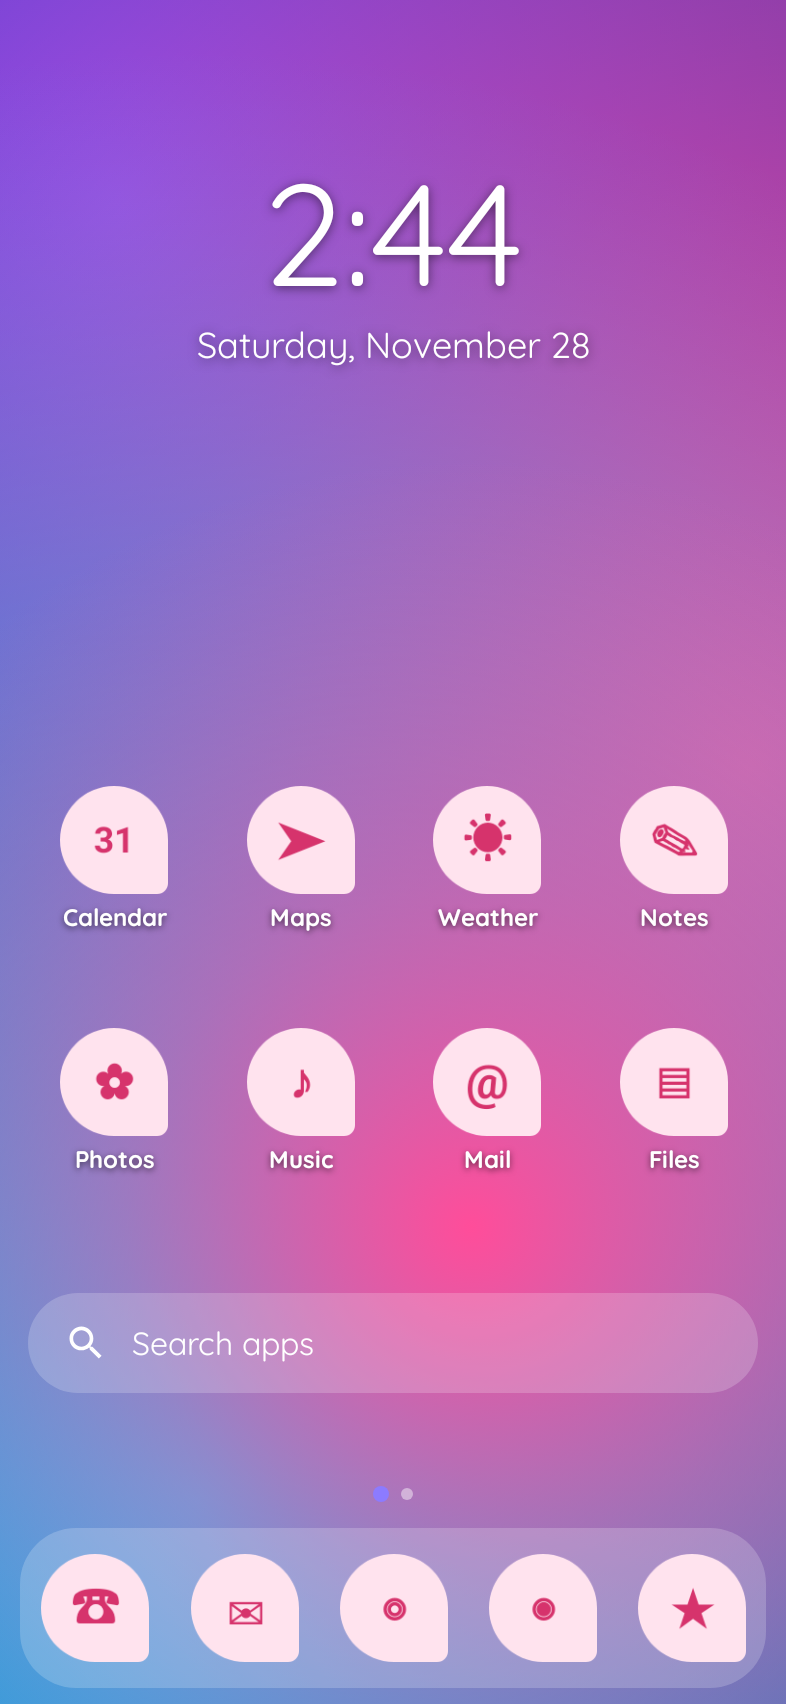 2:44
Saturday, November 28
31
Calendar Maps Weather Notes
@
Photos Music Mail Files
Search apps